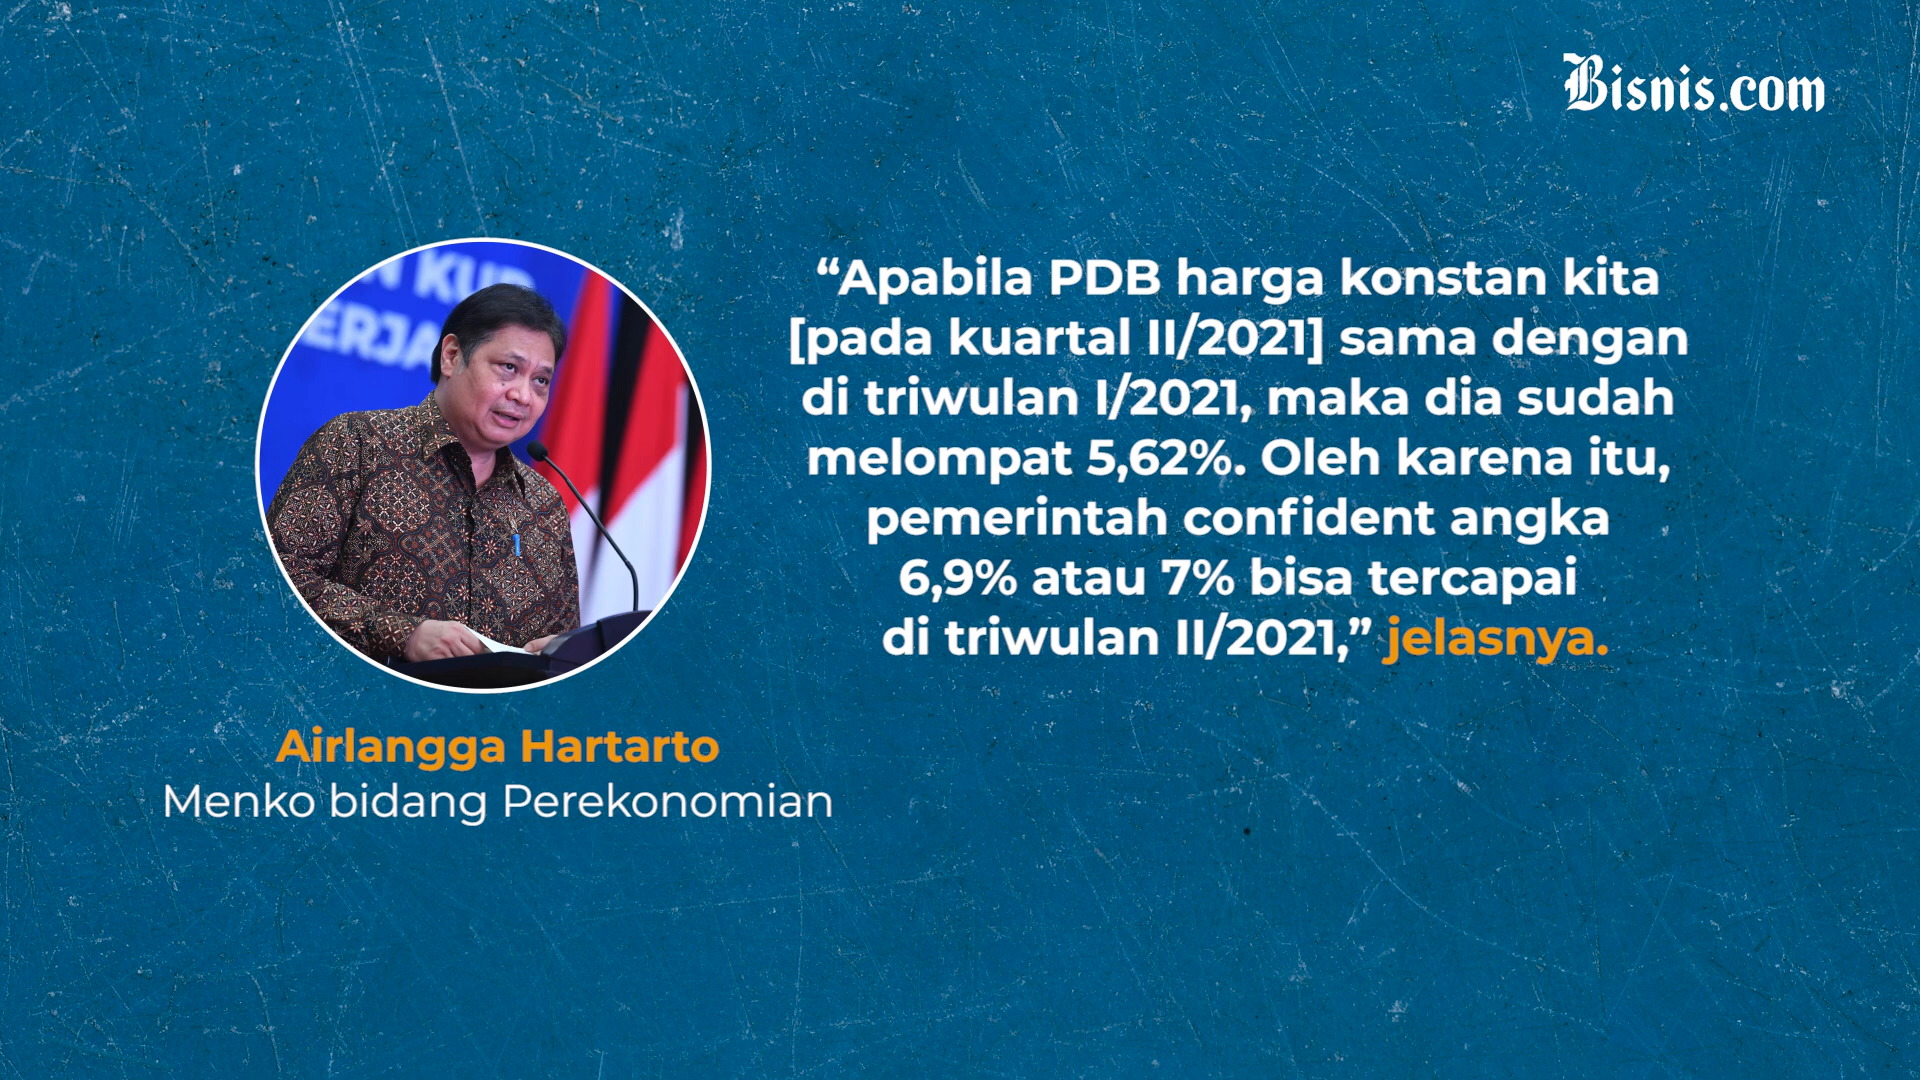 Bisnis.com
KUR
ERJA
“Apabila PDB harga konstan kita
[pada kuartal II/2021] sama dengan
di triwulan I/2021, maka dia sudah
melompat 5,62%. Oleh karena itu,
pemerintah confident angka
6,9% atau 7% bisa tercapai
di triwulan II/2021,” jelasnya.
Airlangga Hartarto
Menko bidang Perekonomian